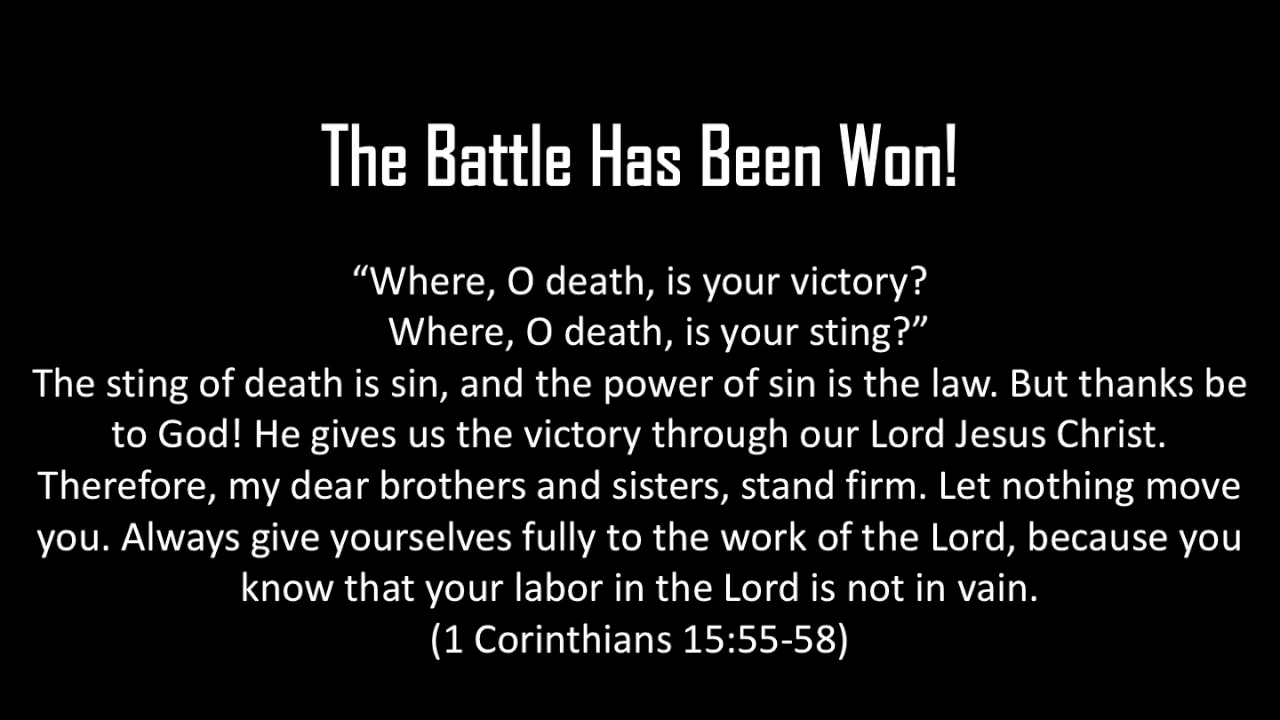 The Battle Has Been Won!
“Where, O death, is your victory?
Where, O death, is your sting?”
The sting of death is sin, and the power of sin is the law. But thanks be
to God! He gives us the victory through our Lord Jesus Christ.
Therefore, my dear brothers and sisters, stand firm. Let nothing move
you. Always give yourselves fully to the work of the Lord, because you
know that your labor in the Lord is not in vain.
(1 Corinthians 15:55-58)